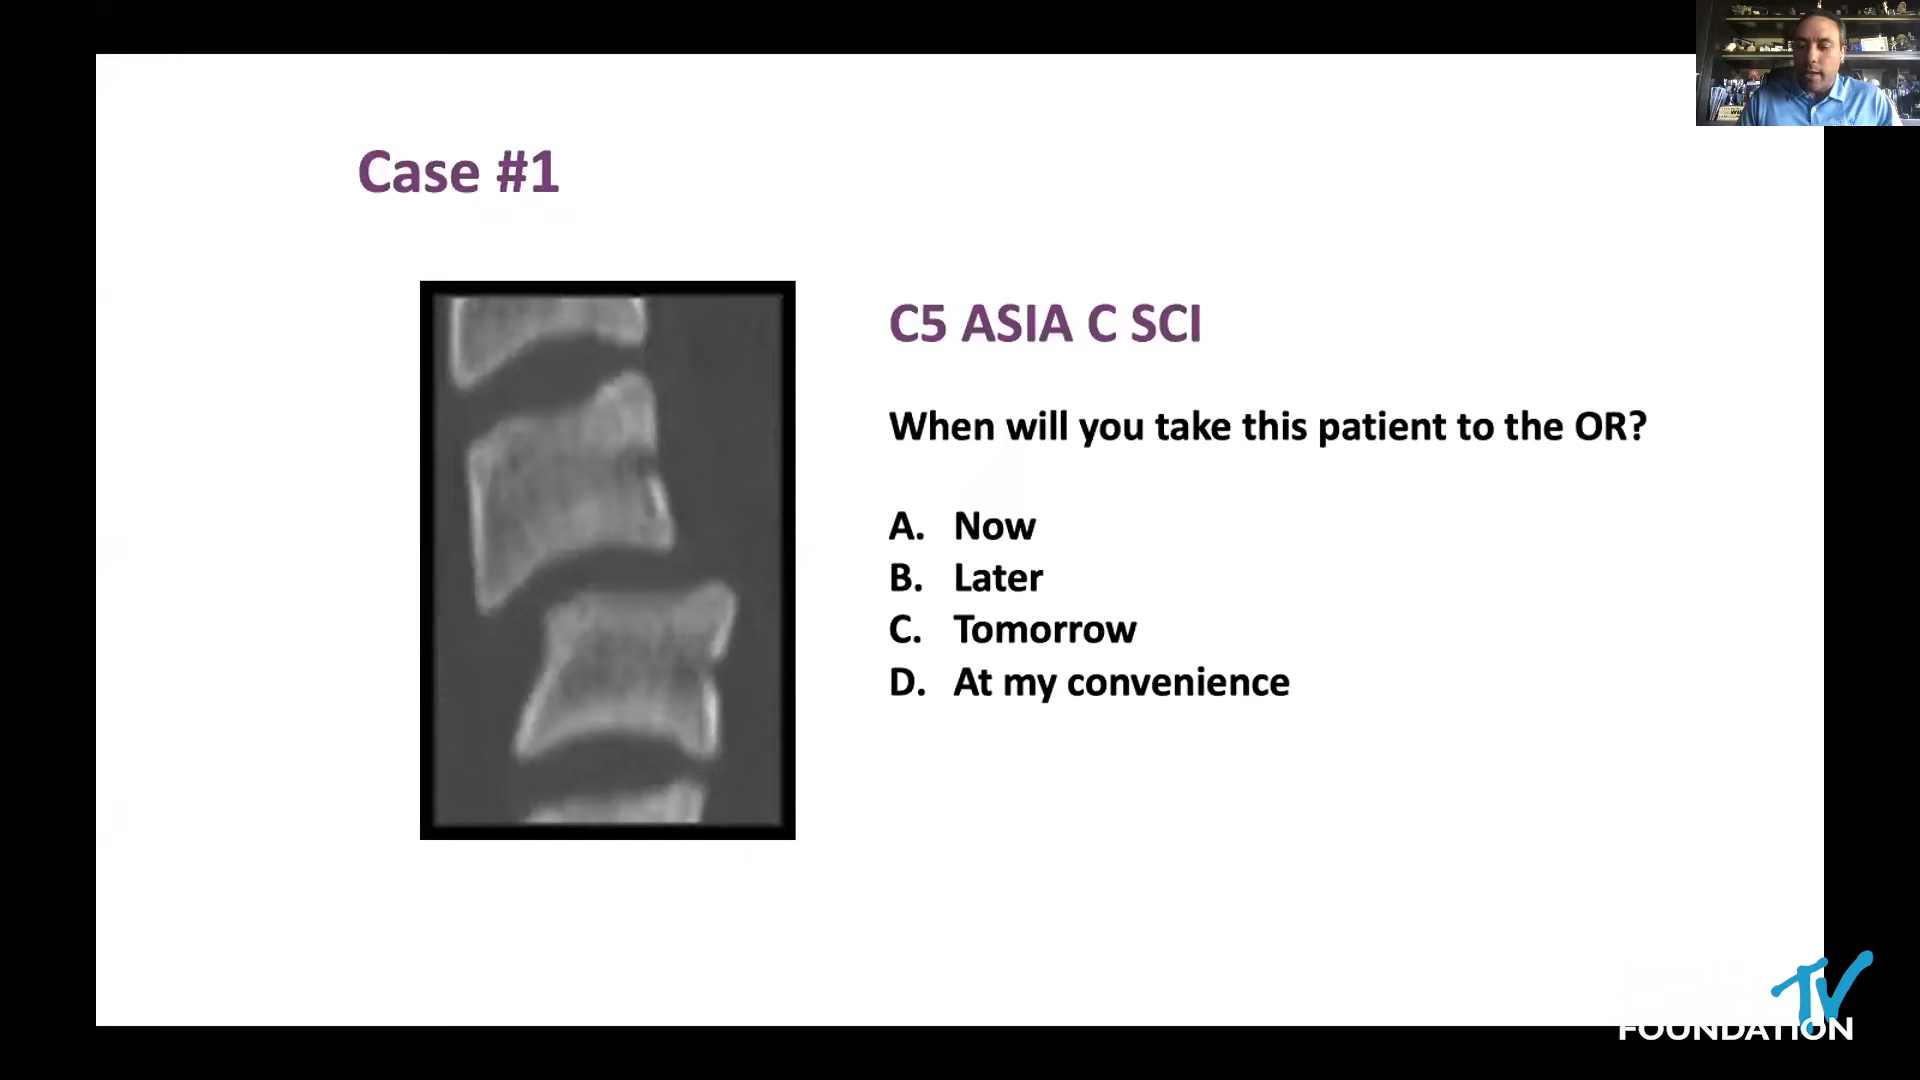 Case #1
C5 ASIA C SCI
When will you take this patient to the OR?
A. Now
B. Later
C. Tomorrow
D. At my convenience
TV
FOUNDATION